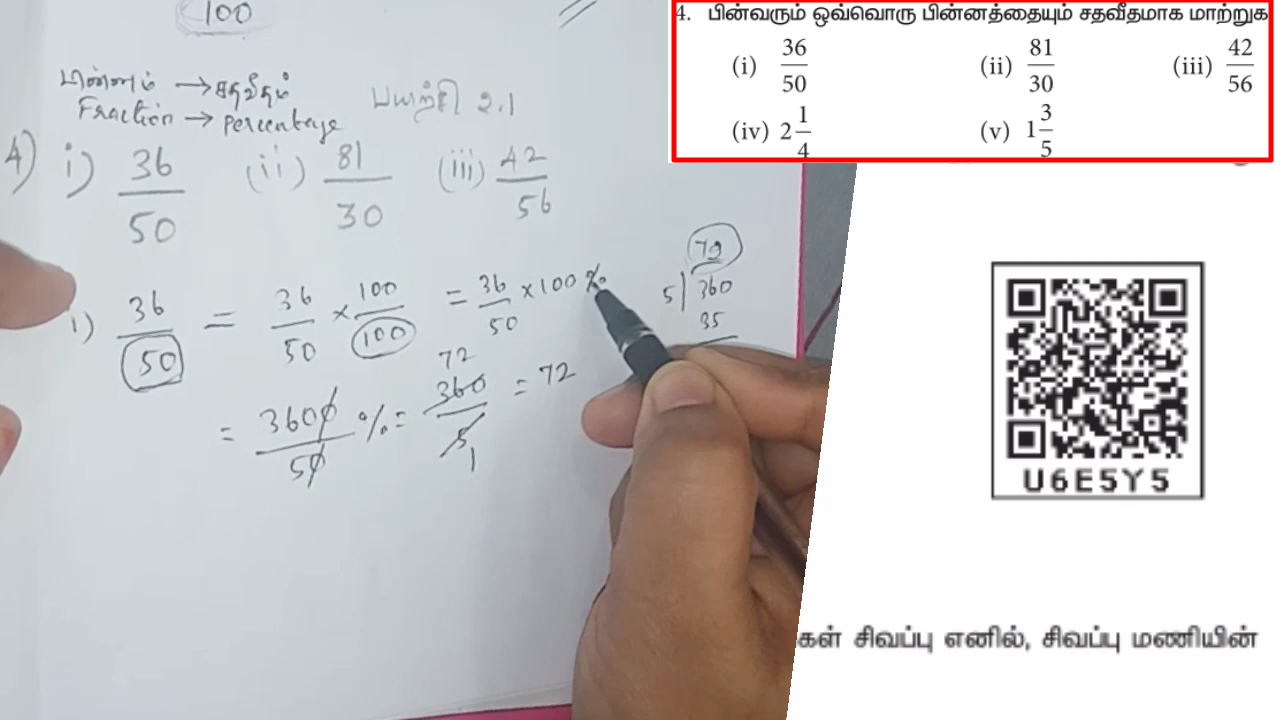 100
பின்னம் → சதவீதம்
Fraction → percentage
பயிற்சி 2.1
4) i) 36/50 (ii) 81/30 (iii) 42/56
i) 36/50 = 36/50 × 100/100 = 36/50 × 100 %
= 3600/50 % = 360/5 = 72
72
1
72
5) 360
35
4. பின்வரும் ஒவ்வொரு பின்னத்தையும் சதவீதமாக மாற்றுக
(i) 36/50 (ii) 81/30 (iii) 42/56
(iv) 2 1/4 (v) 1 3/5
U6E5Y5
கள் சிவப்பு எனில், சிவப்பு மணியின்